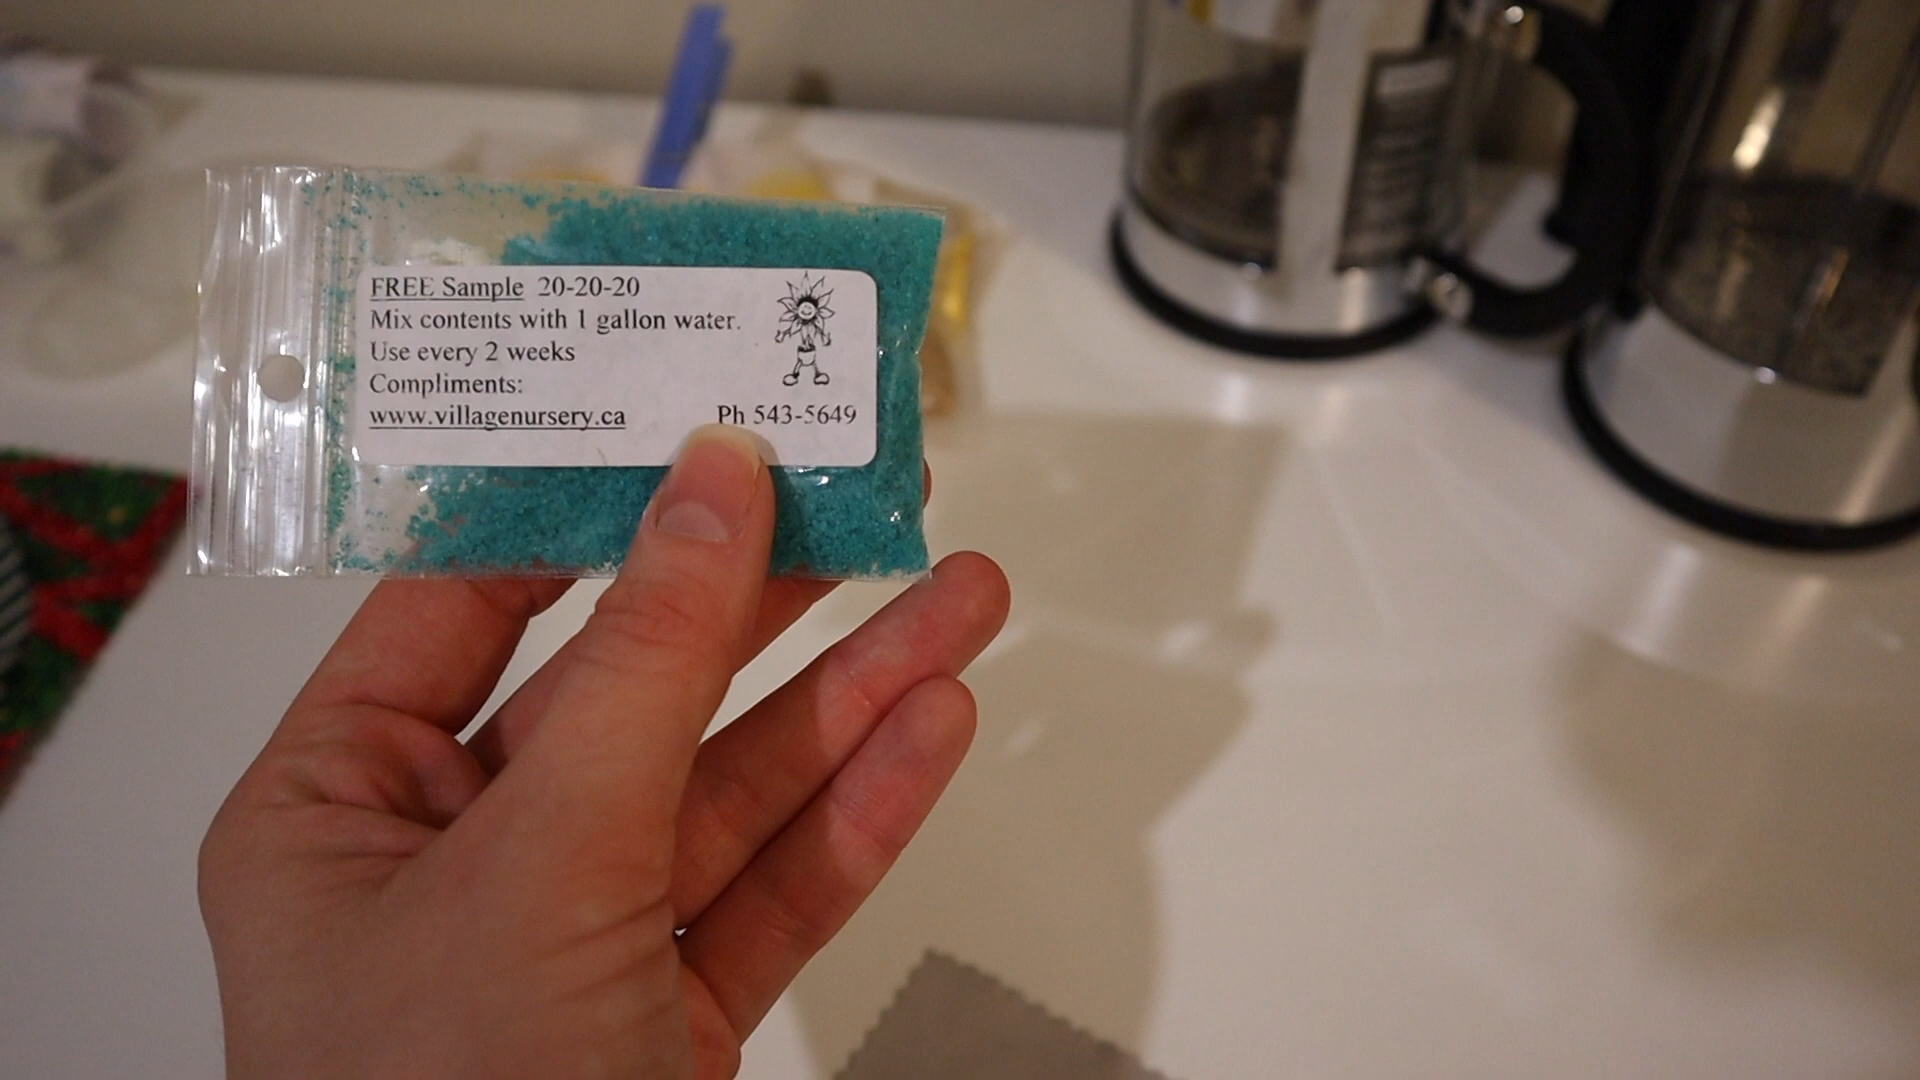 FREE Sample 20-20-20
Mix contents with 1 gallon water.
Use every 2 weeks
Compliments:
www.villagenursery.ca Ph 543-5649